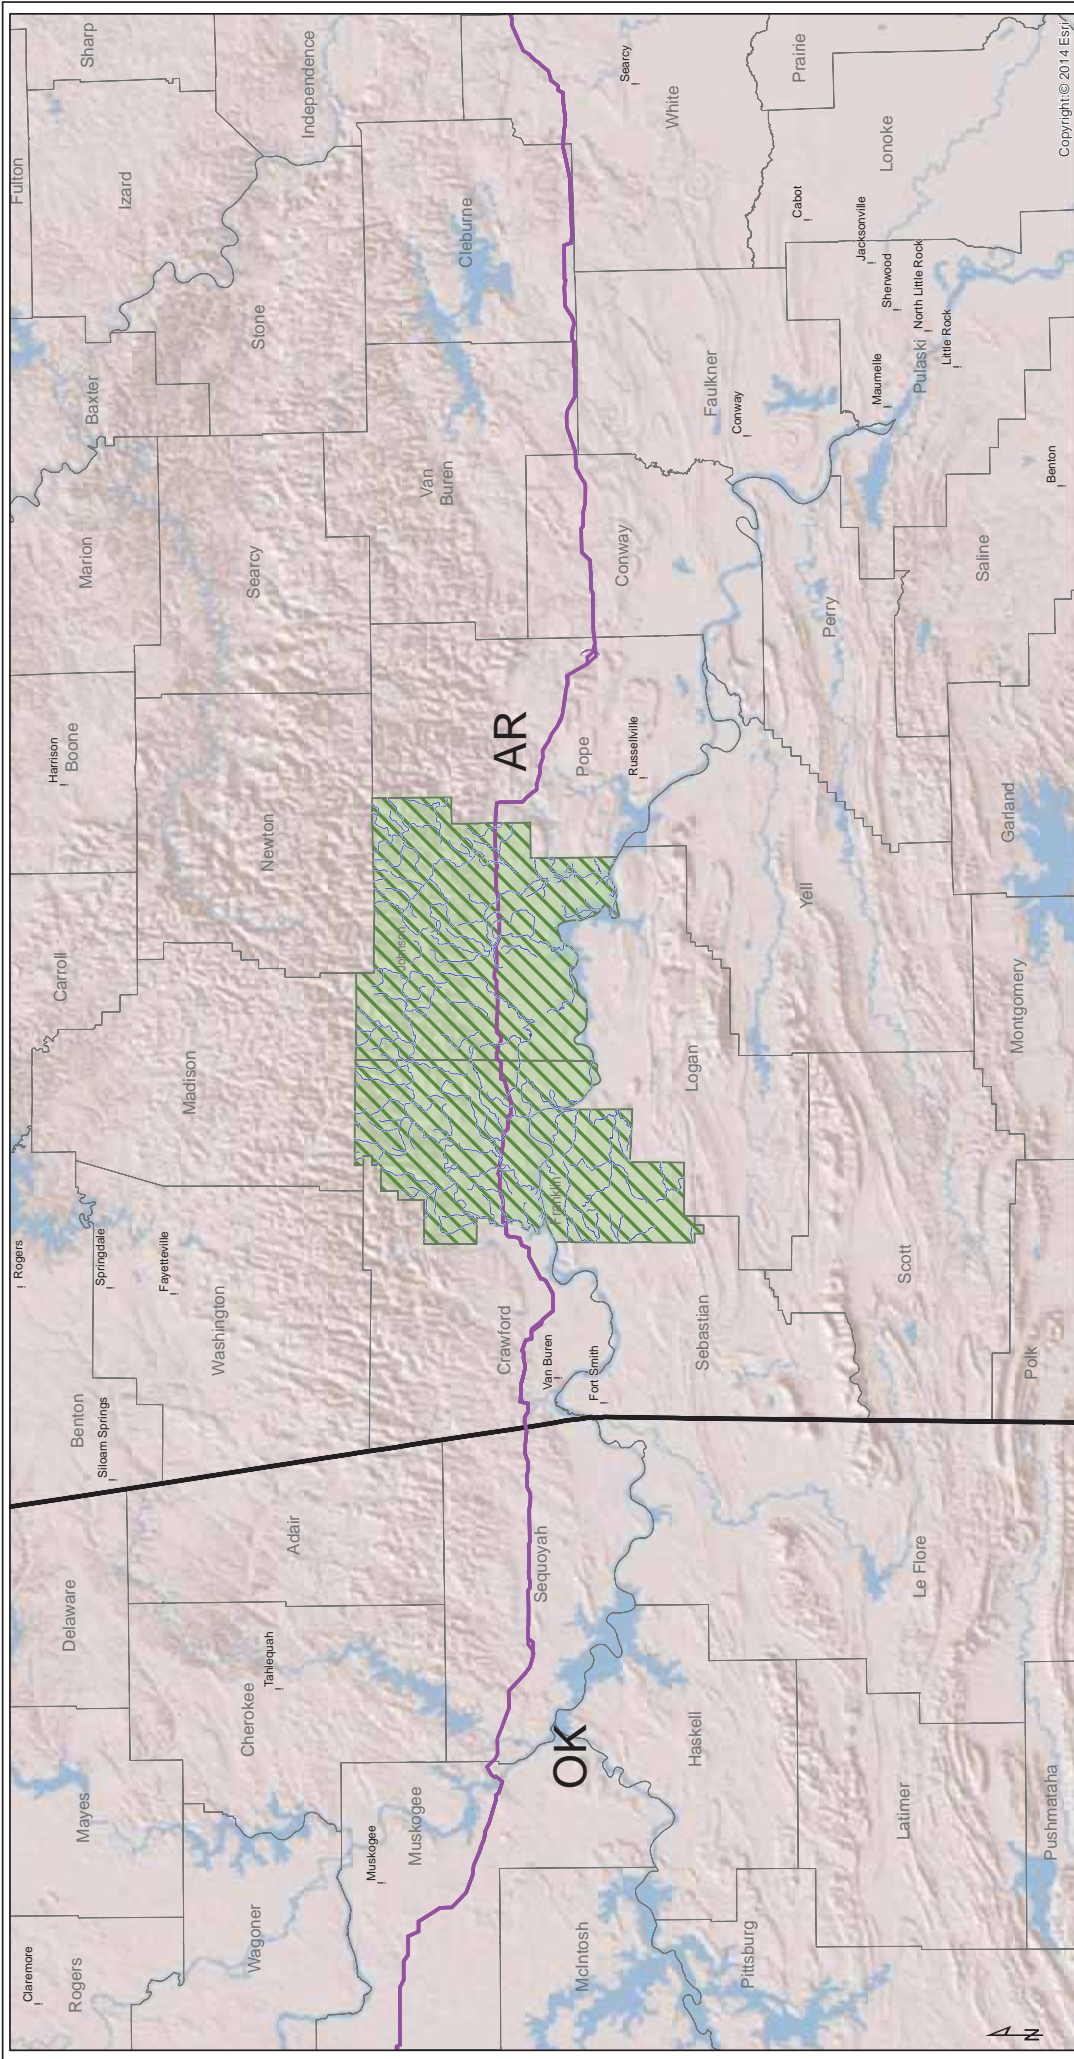 Claremore
Rogers
Mayes
Delaware
Siloam Springs
Benton
Rogers
Springdale
Fayetteville
Washington
Carroll
Madison
Harrison
Boone
Newton
Marion
Searcy
Baxter
Stone
Fulton
Izard
Sharp
Independence
Wagoner
Muskogee
Muskogee
Cherokee
Tahlequah
Adair
Sequoyah
Crawford
Van Buren
Fort Smith
Franklin
Johnson
AR
Pope
Russellville
Van
Buren
Conway
Cleburne
Faulkner
Conway
White
Searcy
OK
McIntosh
Pittsburg
Haskell
Latimer
Pushmataha
Le Flore
Sebastian
Scott
Polk
Logan
Montgomery
Yell
Garland
Perry
Saline
Benton
Maumelle
Pulaski
Little Rock
North Little Rock
Sherwood
Jacksonville
Cabot
Lonoke
Prairie
N
Copyright:© 2014 Esri